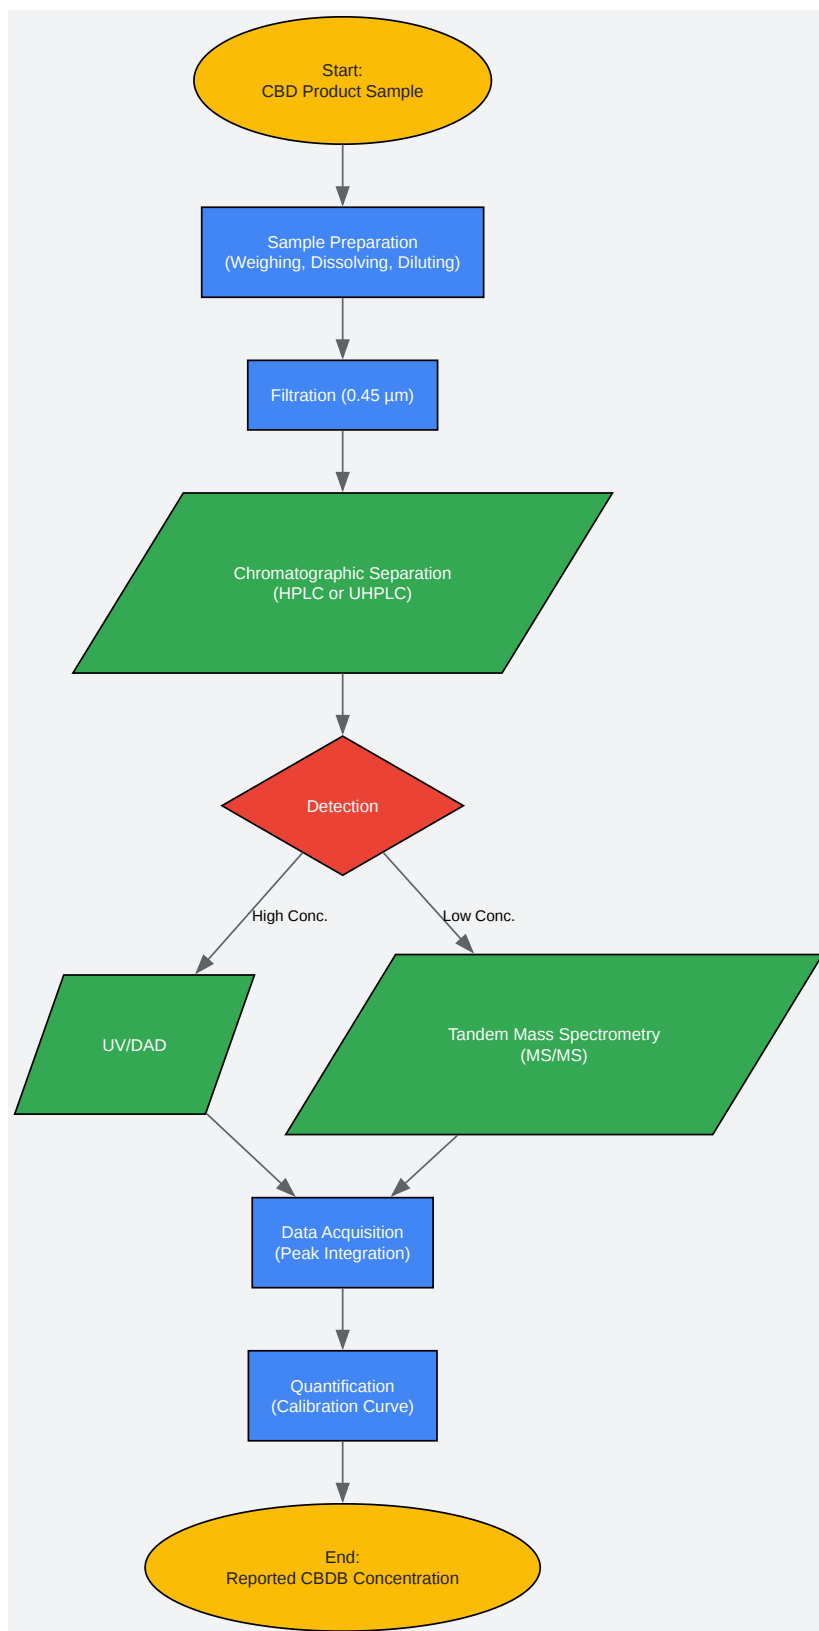 Start:
CBD Product Sample
Sample Preparation
(Weighing, Dissolving, Diluting)
Filtration (0.45 µm)
Chromatographic Separation
(HPLC or UHPLC)
Detection
High Conc.
Low Conc.
UV/DAD
Tandem Mass Spectrometry
(MS/MS)
Data Acquisition
(Peak Integration)
Quantification
(Calibration Curve)
End:
Reported CBDB Concentration